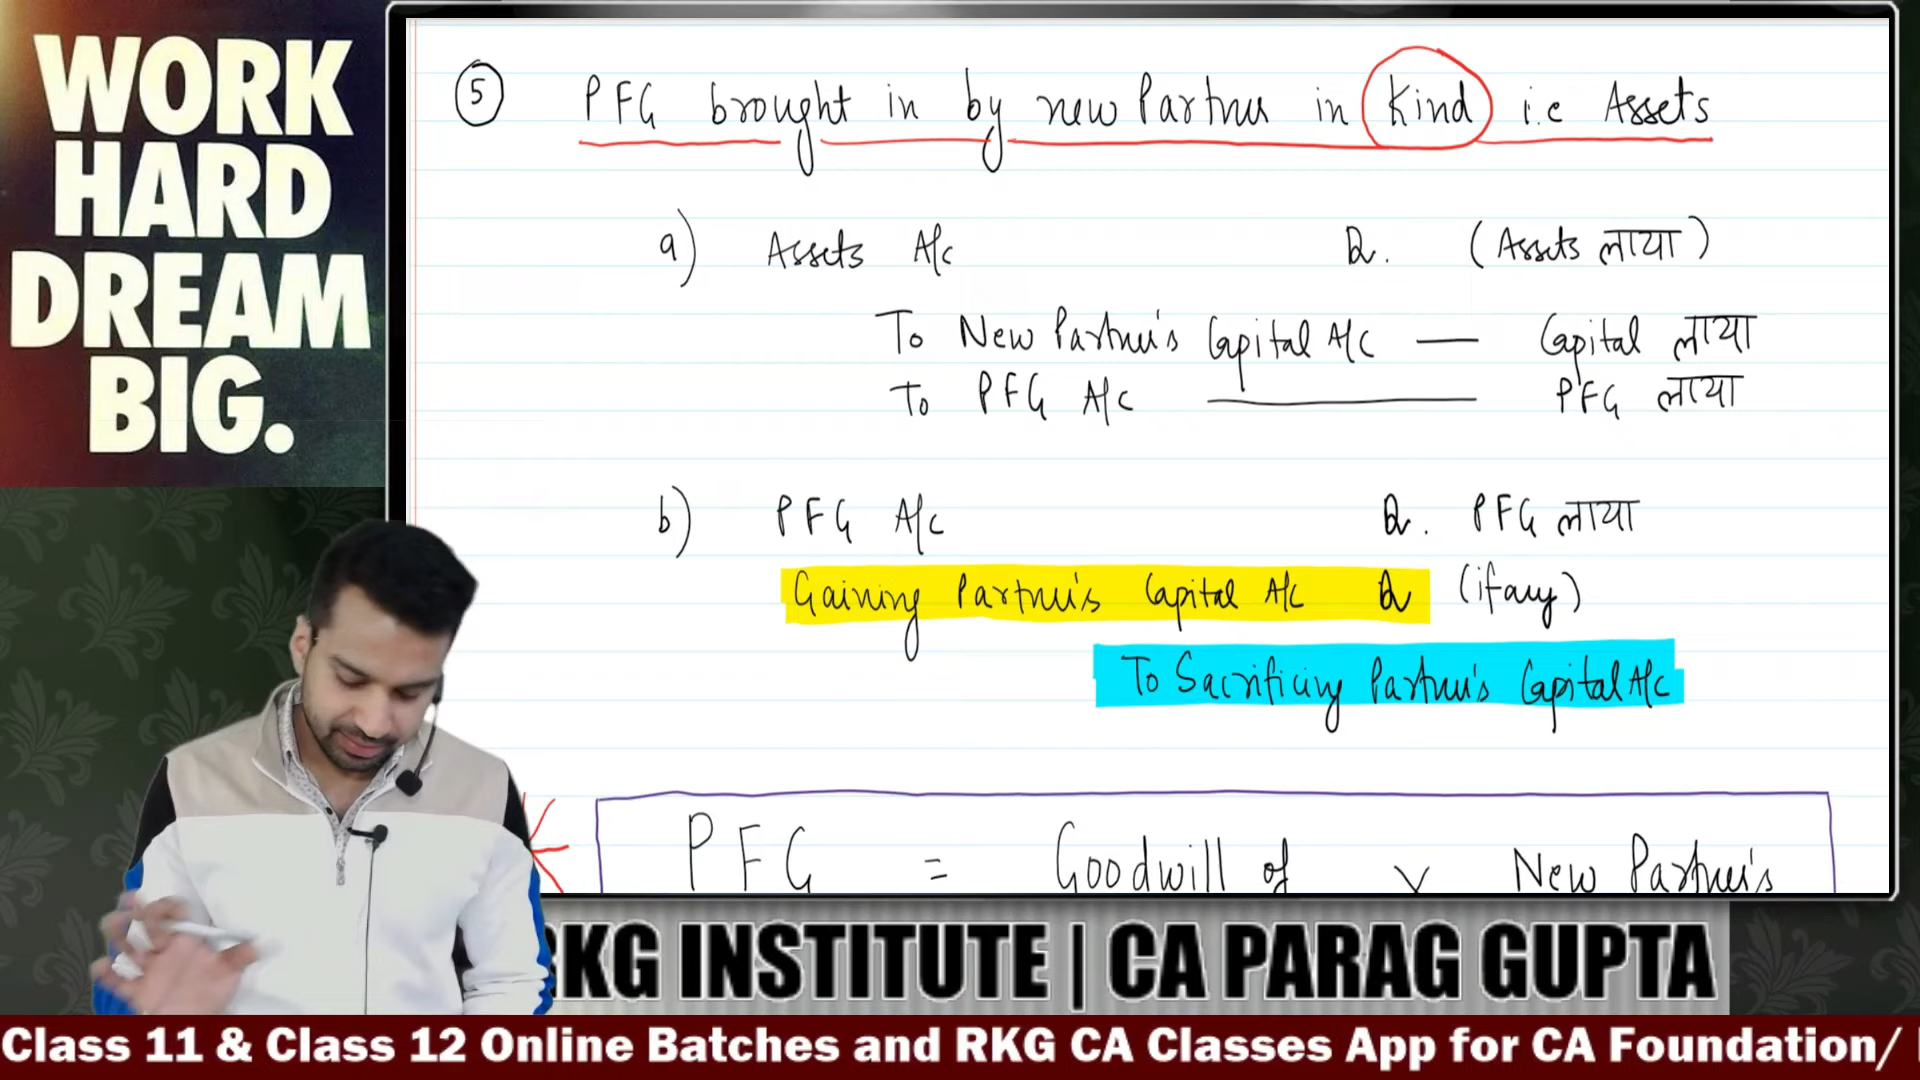 WORK
HARD
DREAM
BIG.
5 PFG brought in by new Partner in Kind i.e Assets
a) Assets A/c Dr. (Assets लाया)
To New Partner's Capital A/c — Capital लाया
To PFG A/c — PFG लाया
b) PFG A/c Dr. PFG लाया
Gaining Partner's Capital A/c Dr (if any)
To Sacrificing Partner's Capital A/c
PFG = Goodwill of × New Partner's
RKG INSTITUTE | CA PARAG GUPTA
Class 11 & Class 12 Online Batches and RKG CA Classes App for CA Foundation/